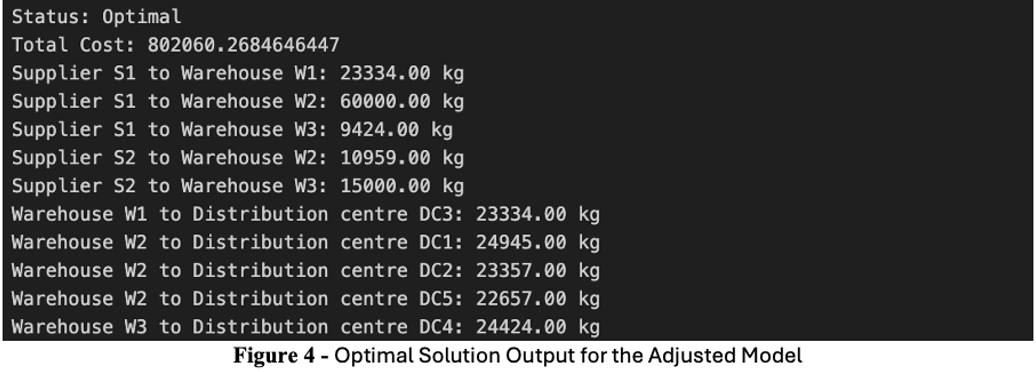 Status: Optimal
Total Cost: 802060.2684646447
Supplier S1 to Warehouse W1: 23334.00 kg
Supplier S1 to Warehouse W2: 60000.00 kg
Supplier S1 to Warehouse W3: 9424.00 kg
Supplier S2 to Warehouse W2: 10959.00 kg
Supplier S2 to Warehouse W3: 15000.00 kg
Warehouse W1 to Distribution centre DC3: 23334.00 kg
Warehouse W2 to Distribution centre DC1: 24945.00 kg
Warehouse W2 to Distribution centre DC2: 23357.00 kg
Warehouse W2 to Distribution centre DC5: 22657.00 kg
Warehouse W3 to Distribution centre DC4: 24424.00 kg
Figure 4 - Optimal Solution Output for the Adjusted Model